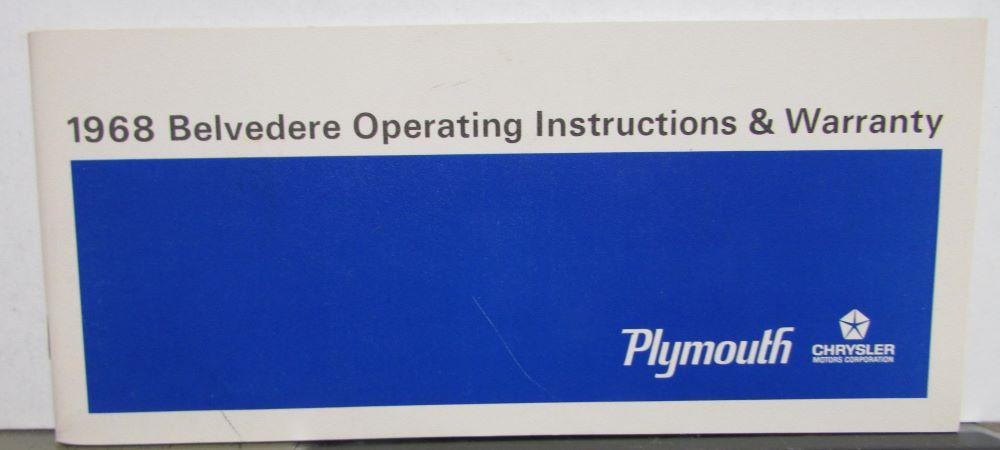 1968 Belvedere Operating Instructions & Warranty
Plymouth
CHRYSLER
MOTORS CORPORATION